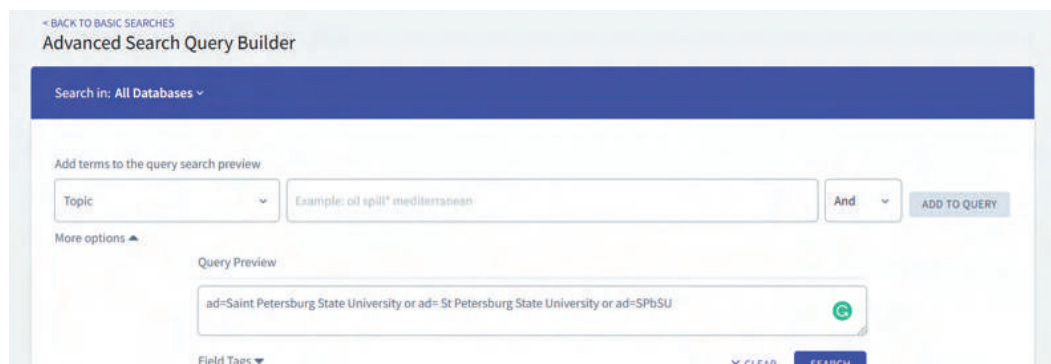 < BACK TO BASIC SEARCHES
Advanced Search Query Builder
Search in: All Databases
Add terms to the query search preview
Topic
Example: oil spill* mediterranean
And
ADD TO QUERY
More options
Query Preview
ad=Saint Petersburg State University or ad= St Petersburg State University or ad=SPbSU
Field Tags
× CLEAR
SEARCH